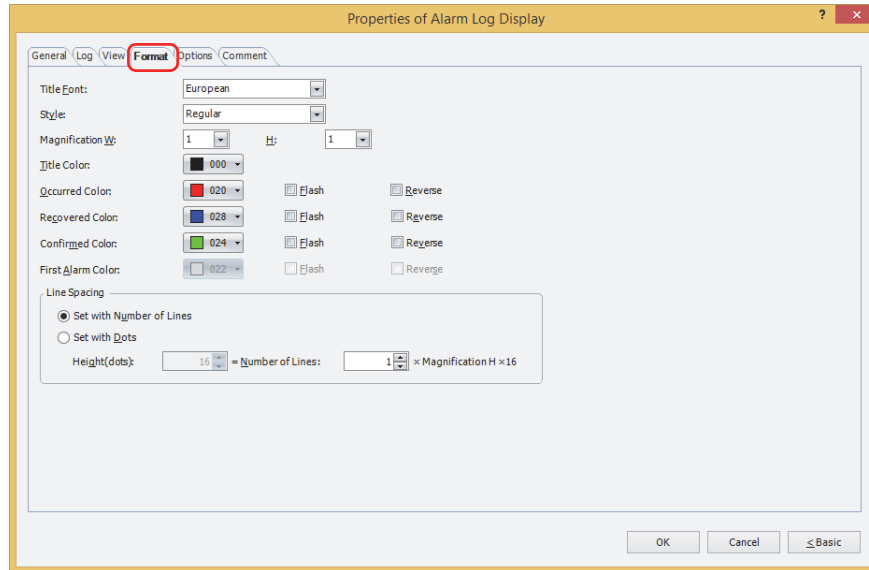 Properties of Alarm Log Display ? ×
General Log View Format Options Comment
Title Font: European
Style: Regular
Magnification W: 1 H: 1
Title Color: 000
Occurred Color: 020 Flash Reverse
Recovered Color: 028 Flash Reverse
Confirmed Color: 024 Flash Reverse
First Alarm Color: 022 Flash Reverse
Line Spacing
Set with Number of Lines
Set with Dots
Height(dots): 16 = Number of Lines: 1 × Magnification H ×16
OK Cancel < Basic